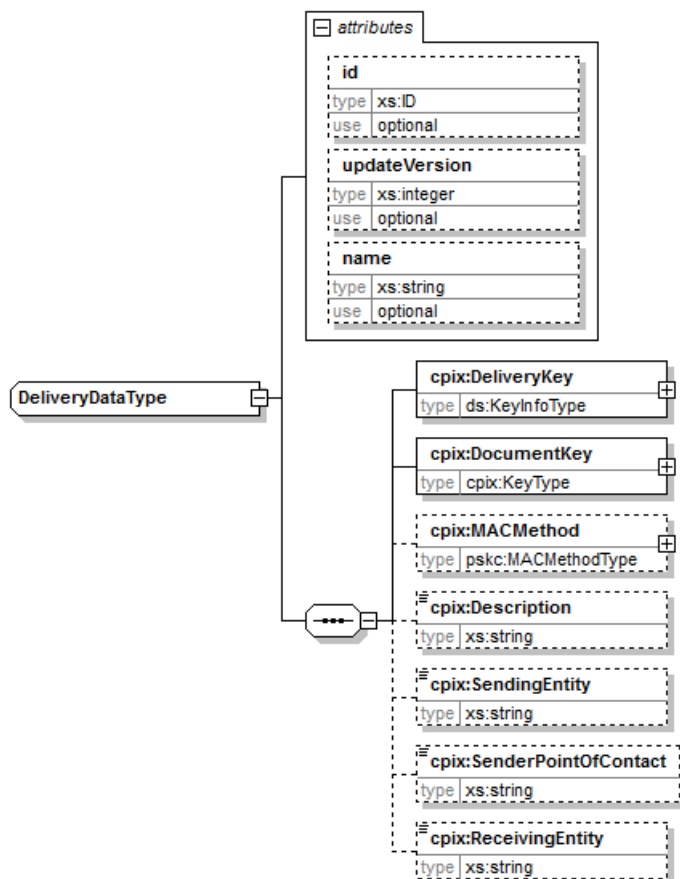 attributes
id
type xs:ID
use optional
updateVersion
type xs:integer
use optional
name
type xs:string
use optional
DeliveryDataType
cpix:DeliveryKey
type ds:KeyInfoType
cpix:DocumentKey
type cpix:KeyType
cpix:MACMethod
type pskc:MACMethodType
cpix:Description
type xs:string
cpix:SendingEntity
type xs:string
cpix:SenderPointOfContact
type xs:string
cpix:ReceivingEntity
type xs:string